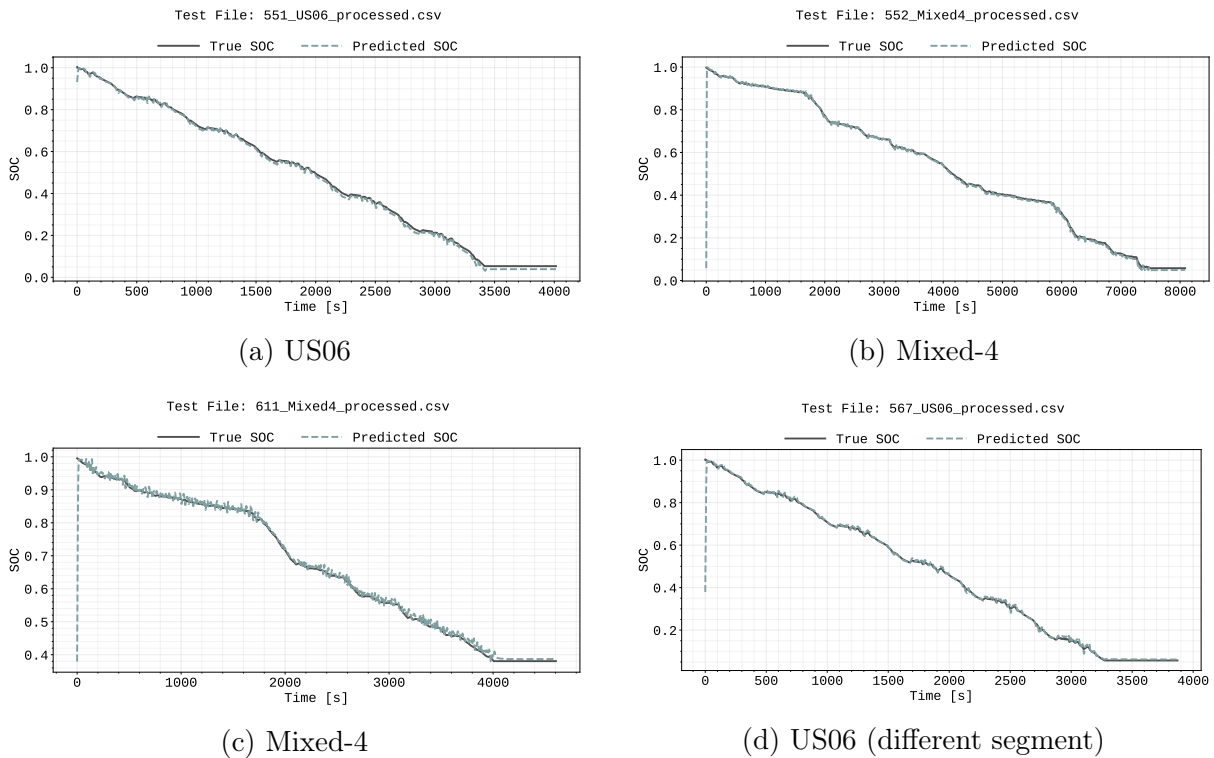 Test File: 551_US06_processed.csv
True SOC Predicted SOC
1.0
0.8
0.6
0.4
0.2
0.0
SOC
0 500 1000 1500 2000 2500 3000 3500 4000
Time [s]
(a) US06
Test File: 552_Mixed4_processed.csv
True SOC Predicted SOC
1.0
0.8
0.6
0.4
0.2
0.0
SOC
0 1000 2000 3000 4000 5000 6000 7000 8000
Time [s]
(b) Mixed-4
Test File: 611_Mixed4_processed.csv
True SOC Predicted SOC
1.0
0.9
0.8
0.7
0.6
0.5
0.4
SOC
0 1000 2000 3000 4000
Time [s]
(c) Mixed-4
Test File: 567_US06_processed.csv
True SOC Predicted SOC
1.0
0.8
0.6
0.4
0.2
SOC
0 500 1000 1500 2000 2500 3000 3500 4000
Time [s]
(d) US06 (different segment)